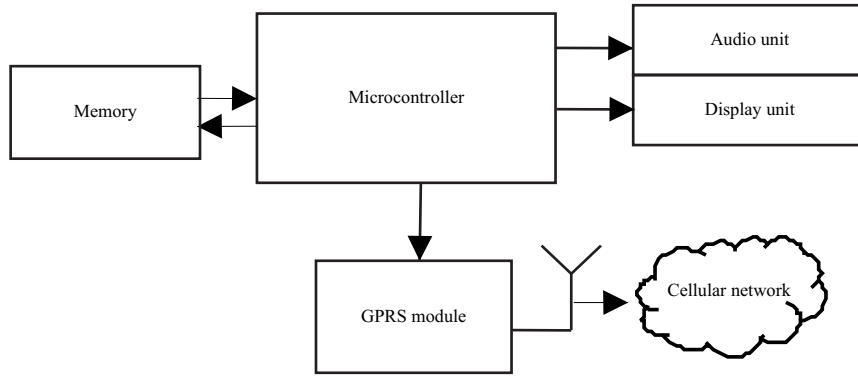 Audio unit
Microcontroller
Memory
Display unit
Cellular network
GPRS module